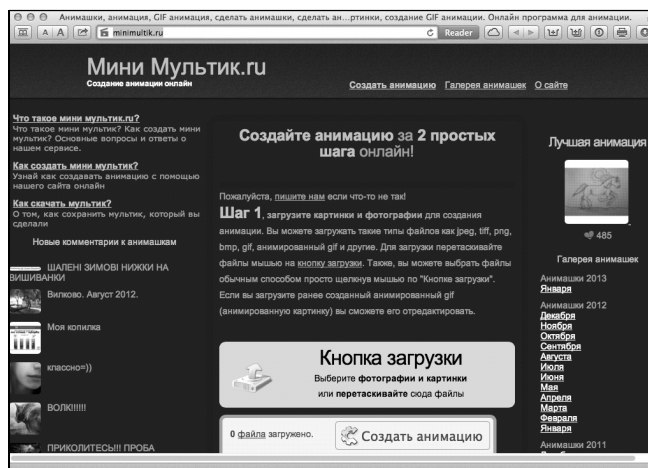 Анимашки, анимация, GIF анимация, сделать анимашки, сделать ан...ртинки, создание GIF анимации. Онлайн программа для анимации.
A A minimultik.ru Reader
Мини Мультик.ru
Создание анимации онлайн
Создать анимацию Галерея анимашек О сайте
Что такое мини мультик.ru?
Что такое мини мультик? Как создать мини
мультик? Основные вопросы и ответы о
нашем сервисе.
Как создать мини мультик?
Узнай как создавать анимацию с помощью
нашего сайта онлайн
Как скачать мультик?
О том, как сохранить мультик, который вы
сделали
Новые комментарии к анимашкам
ШАЛЕНІ ЗИМОВІ НИЖКИ НА
ВИШИВАНКИ
Вилково. Август 2012.
Моя копилка
классно=))
ВОЛК!!!!!!
ПРИКОЛИТЕСЬ!!! ПРОБА
Создайте анимацию за 2 простых
шага онлайн!
Пожалуйста, пишите нам если что-то не так!
Шаг 1, загрузите картинки и фотографии для создания
анимации. Вы можете загружать такие типы файлов как jpeg, tiff, png,
bmp, gif, анимированный gif и другие. Для загрузки перетаскивайте
файлы мышью на кнопку загрузки. Также, вы можете выбрать файлы
обычным способом просто щелкнув мышью по "Кнопке загрузки".
Если вы загрузите ранее созданный анимированный gif
(анимированную картинку) вы сможете его отредактировать.
Кнопка загрузки
Выберите фотографии и картинки
или перетаскивайте сюда файлы
0 файла загружено.
Создать анимацию
Лучшая анимация
485
Галерея анимашек
Анимашки 2013
Января
Анимашки 2012
Декабря
Ноября
Октября
Сентября
Августа
Июля
Июня
Мая
Апреля
Марта
Февраля
Января
Анимашки 2011